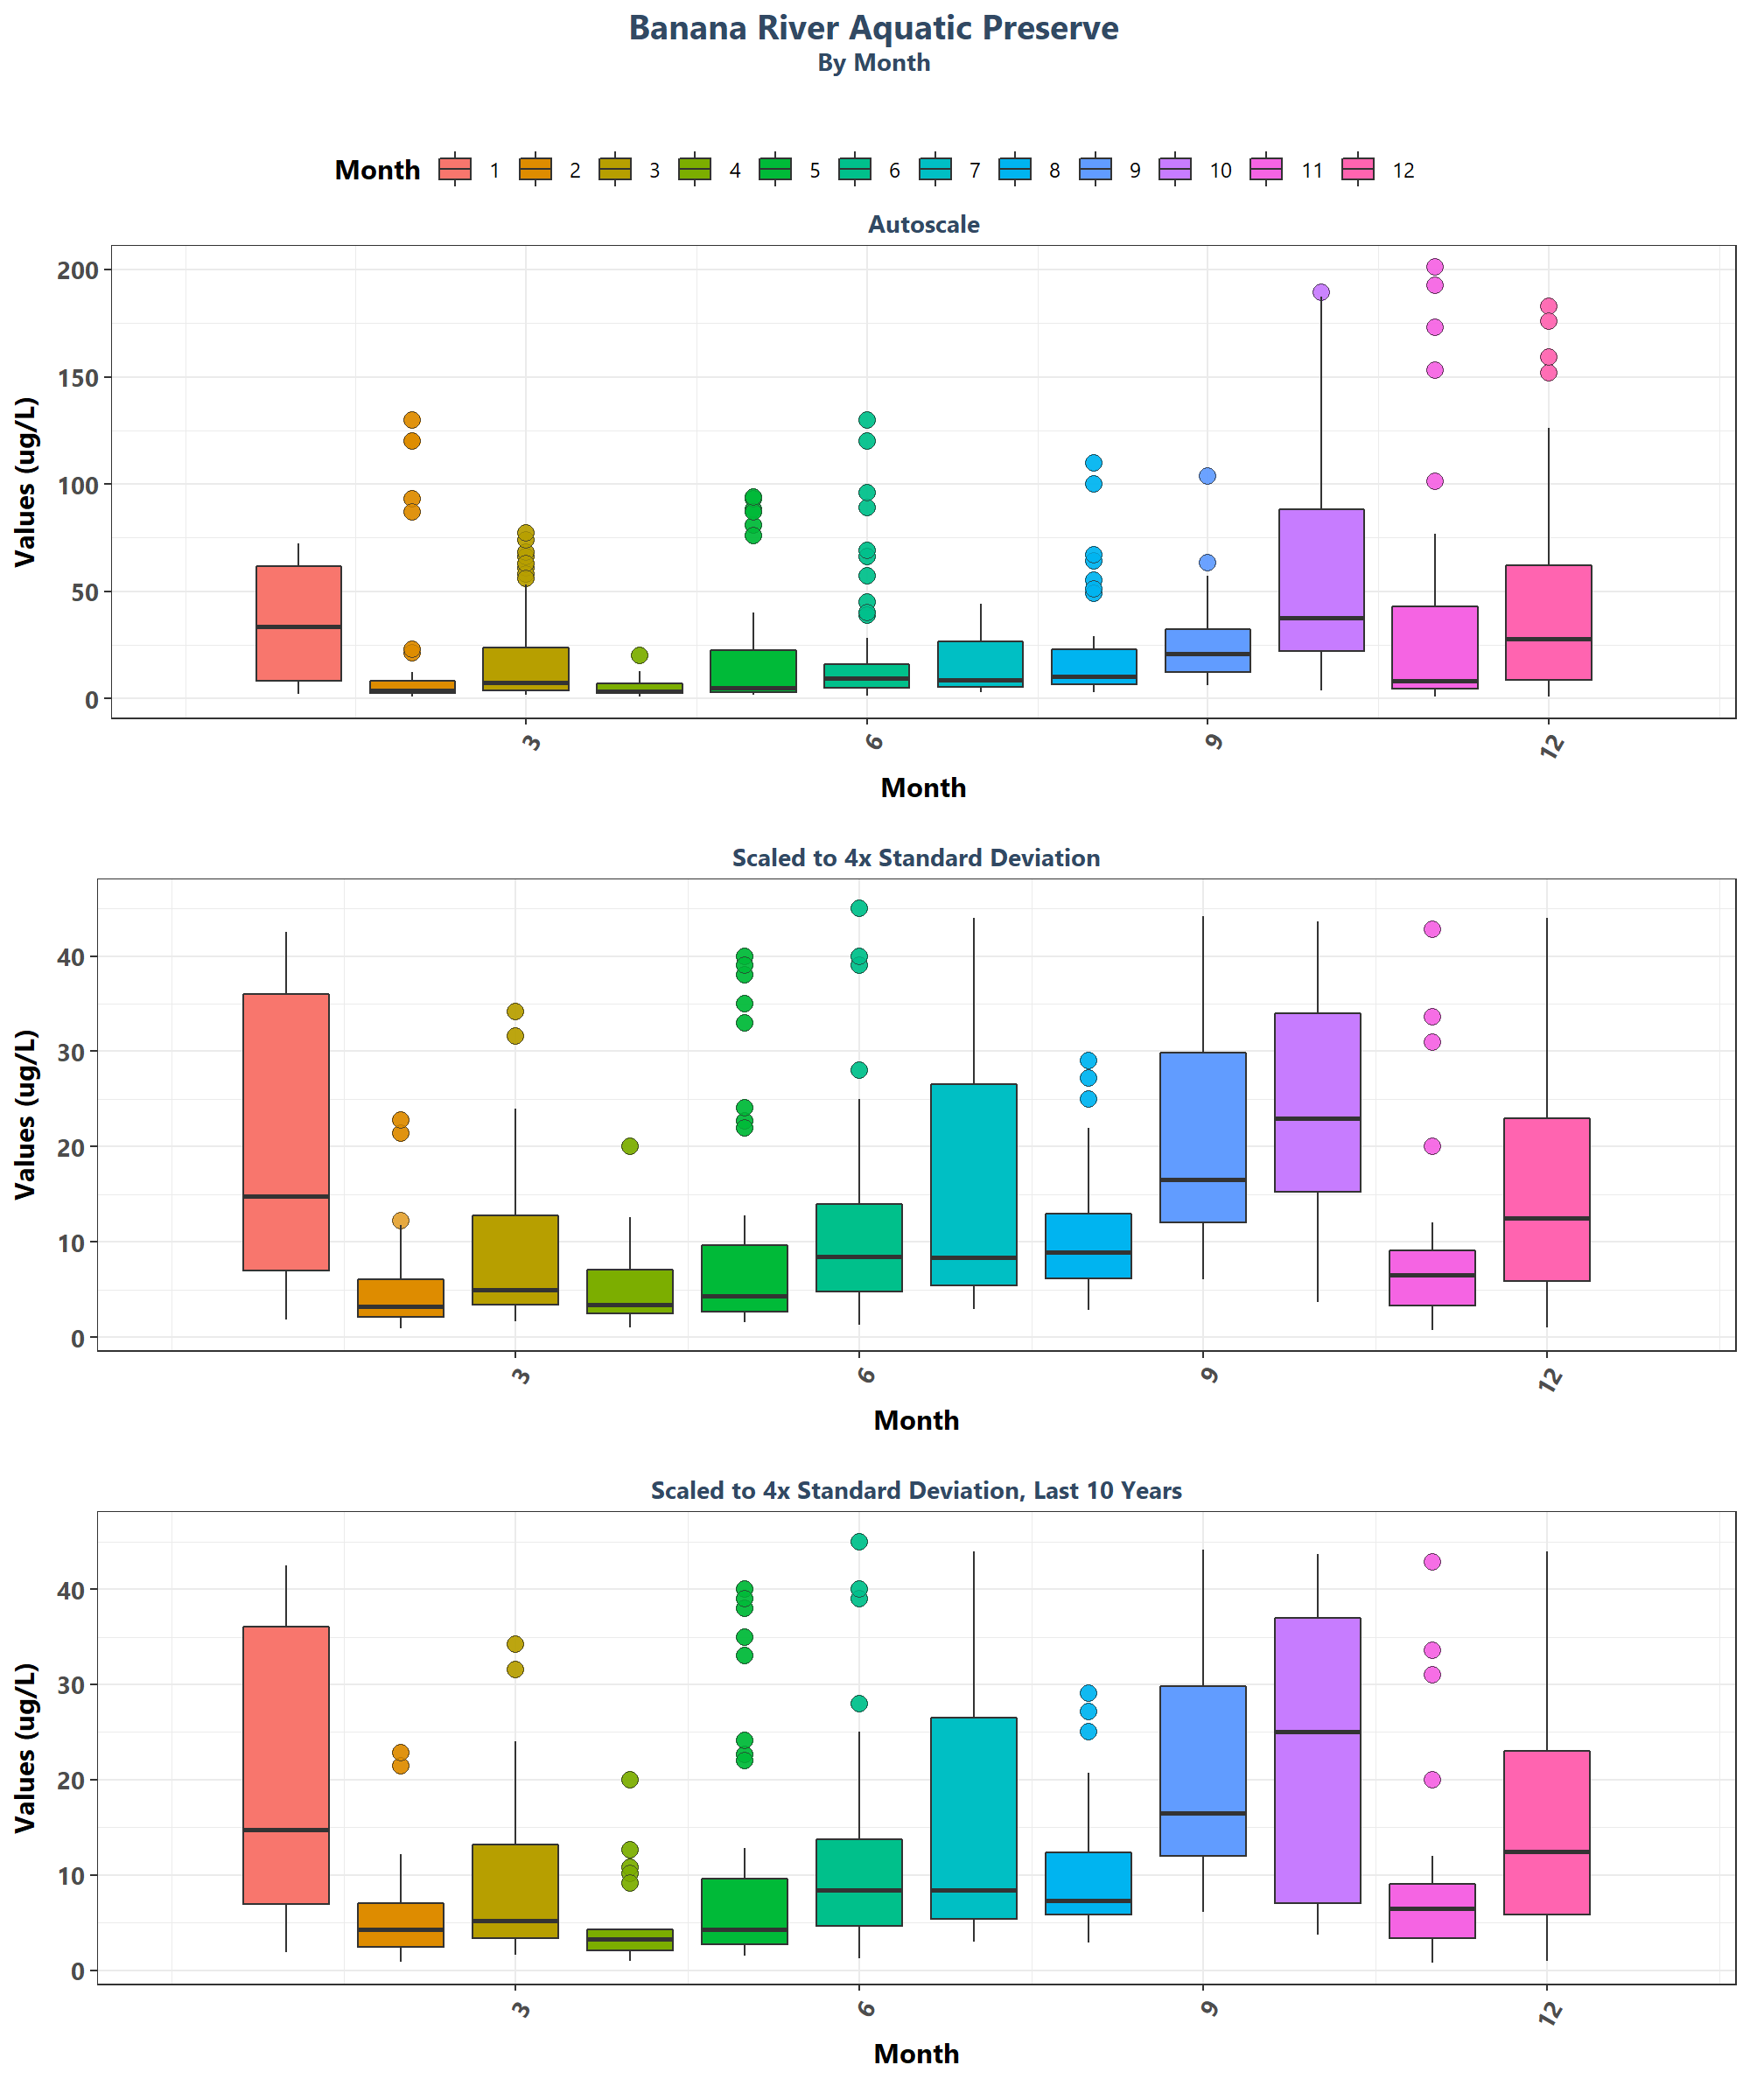 Banana River Aquatic Preserve
By Month
Month 1 2 3 4 5 6 7 8 9 10 11 12
Autoscale
200
150
100
50
0
Values (ug/L)
3 6 9 12
Month
Scaled to 4x Standard Deviation
40
30
20
10
0
Values (ug/L)
3 6 9 12
Month
Scaled to 4x Standard Deviation, Last 10 Years
40
30
20
10
0
Values (ug/L)
3 6 9 12
Month